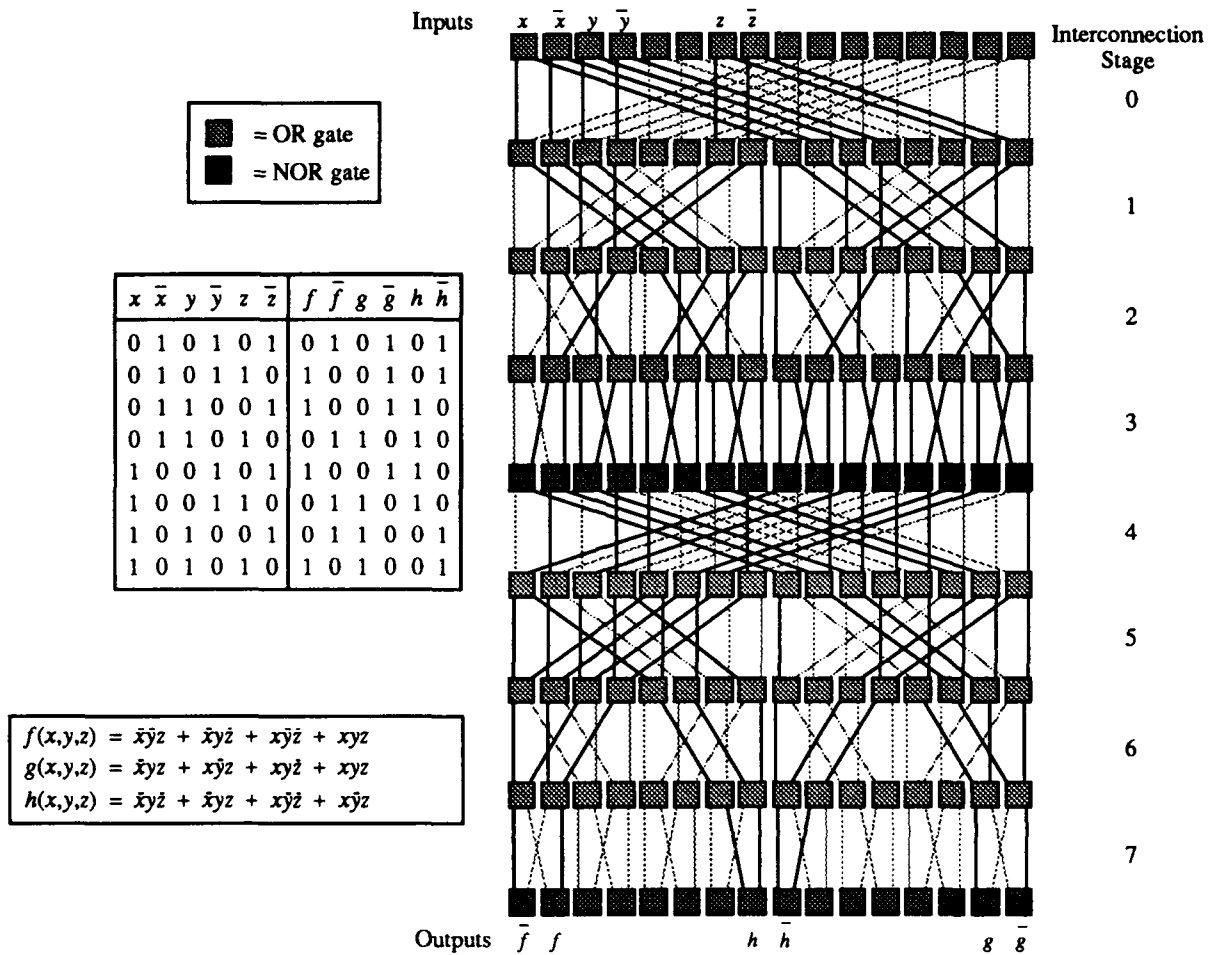 Inputs x x̄ y ȳ z z̄
Interconnection
Stage
0
1
2
3
4
5
6
7
= OR gate
= NOR gate
x x̄ y ȳ z z̄ f f̄ g ḡ h h̄
0 1 0 1 0 1 0 1 0 1 0 1
0 1 0 1 1 0 1 0 0 1 0 1
0 1 1 0 0 1 1 0 0 1 1 0
0 1 1 0 1 0 0 1 1 0 1 0
1 0 0 1 0 1 1 0 0 1 1 0
1 0 0 1 1 0 0 1 1 0 1 0
1 0 1 0 0 1 0 1 1 0 0 1
1 0 1 0 1 0 1 0 1 0 0 1
f(x,y,z) = x̄ȳz + x̄yz̄ + xȳz̄ + xyz
g(x,y,z) = x̄yz + xȳz + xyz̄ + xyz
h(x,y,z) = x̄yz̄ + x̄yz + xȳz̄ + xȳz
Outputs f̄ f h h̄ g ḡ